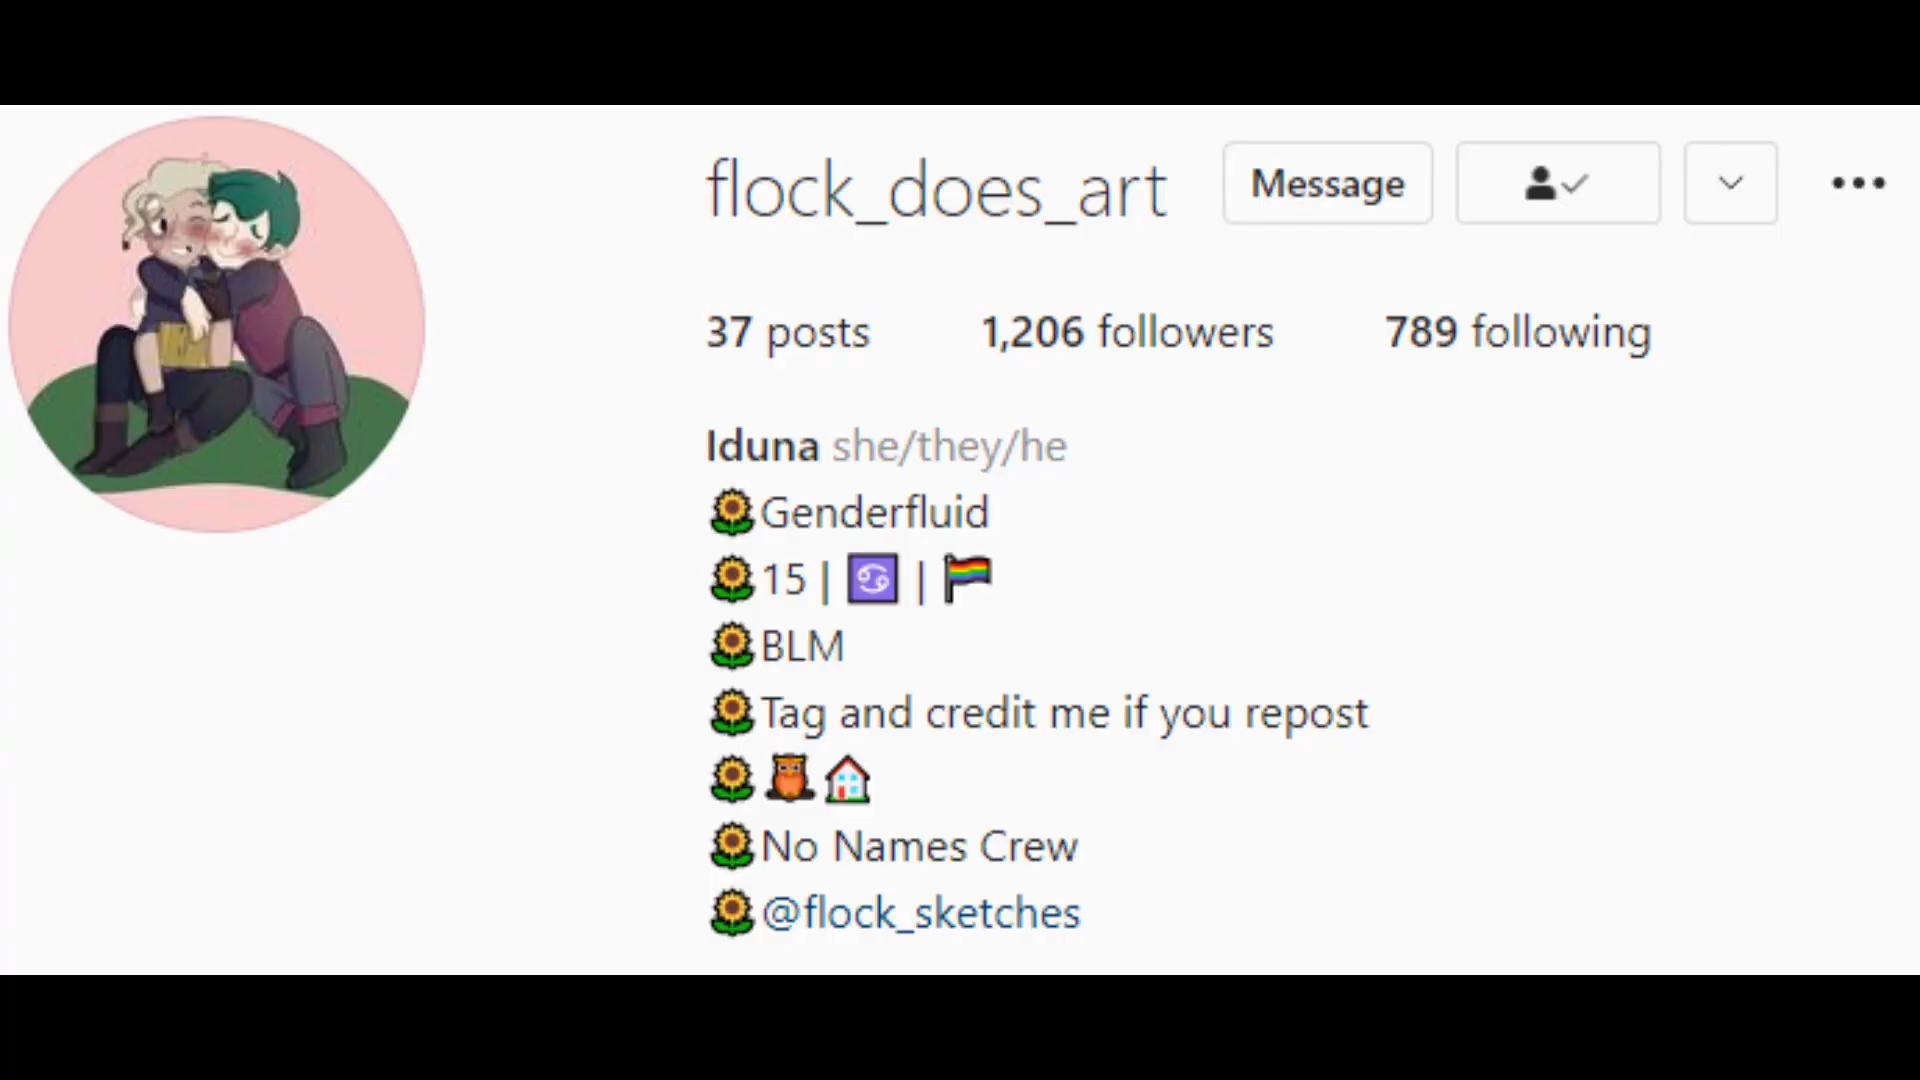 flock_does_art Message
37 posts 1,206 followers 789 following
Iduna she/they/he
🌻Genderfluid
🌻15 | ♋ | 🏳️‍🌈
🌻BLM
🌻Tag and credit me if you repost
🌻🦉🏠
🌻No Names Crew
🌻@flock_sketches